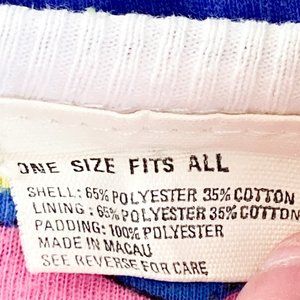 ONE SIZE FITS ALL
SHELL: 65% POLYESTER 35% COTTON
LINING: 65% POLYESTER 35% COTTON
PADDING: 100% POLYESTER
MADE IN MACAU
SEE REVERSE FOR CARE